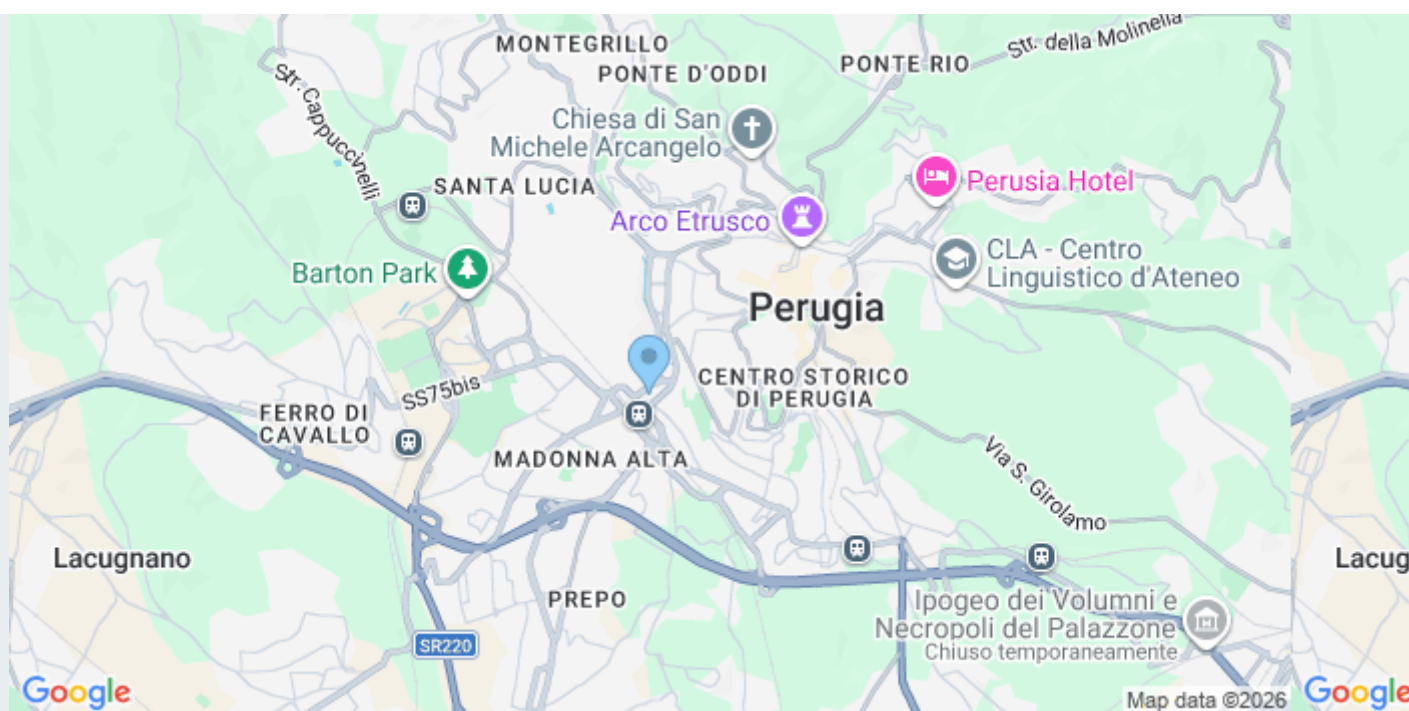 MONTEGRILLO
Str. della Molinella
PONTE D'ODDI
PONTE RIO
Str. Cappuccinelli
Chiesa di San
Michele Arcangelo
SANTA LUCIA
Perusia Hotel
Arco Etrusco
CLA - Centro
Linguistico d'Ateneo
Barton Park
Perugia
SS75bis
CENTRO STORICO
DI PERUGIA
FERRO DI
CAVALLO
MADONNA ALTA
Via S. Girolamo
Lacugnano
Lacug
PREPO
Ipogeo dei Volumni e
Necropoli del Palazzone
Chiuso temporaneamente
SR220
Google
Map data ©2026
Google